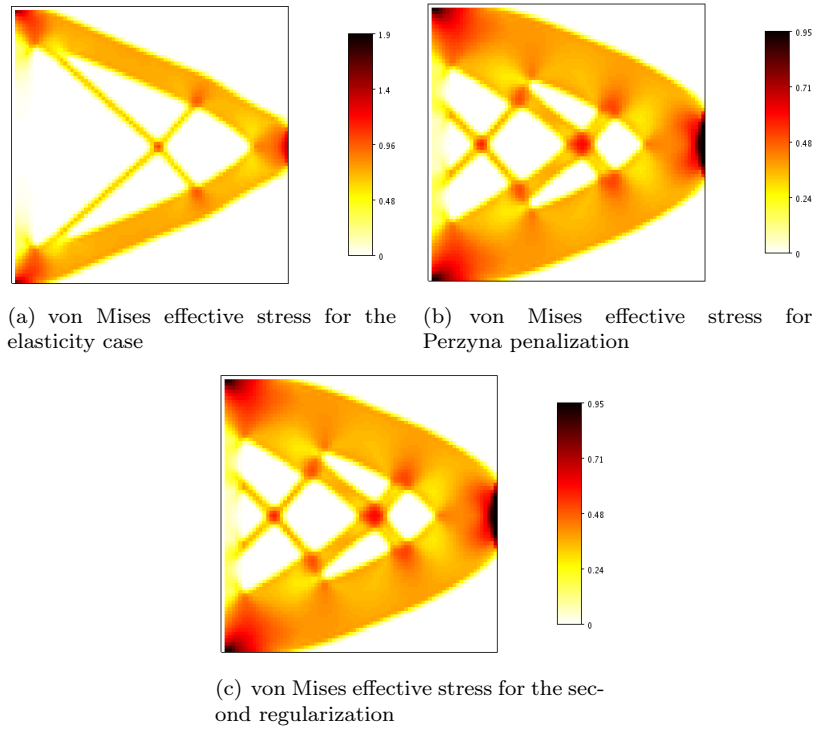 1.9
1.4
0.96
0.48
0
0.95
0.71
0.48
0.24
0
(a) von Mises effective stress for the
elasticity case
(b) von Mises effective stress for
Perzyna penalization
0.95
0.71
0.48
0.24
0
(c) von Mises effective stress for the sec-
ond regularization